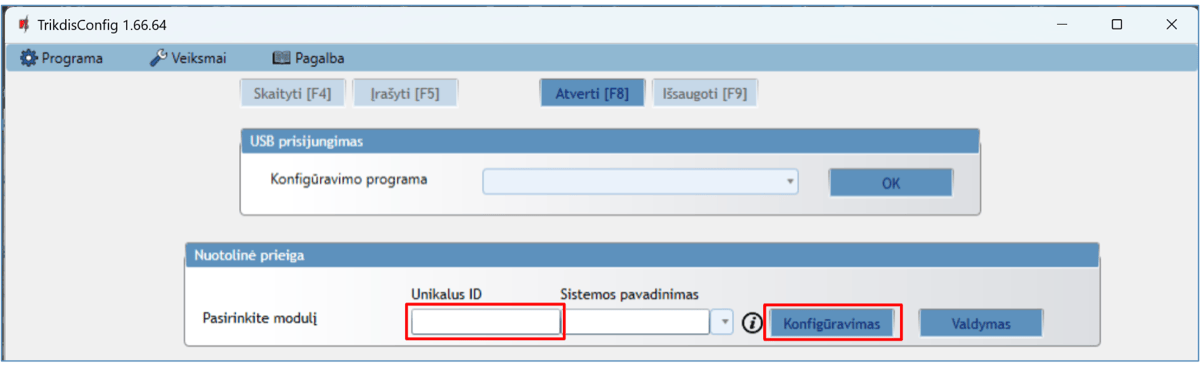 TrikdisConfig 1.66.64
Programa Veiksmai Pagalba
Skaityti [F4] Įrašyti [F5] Atverti [F8] Išsaugoti [F9]
USB prisijungimas
Konfigūravimo programa OK
Nuotolinė prieiga
Unikalus ID Sistemos pavadinimas
Pasirinkite modulį Konfigūravimas Valdymas